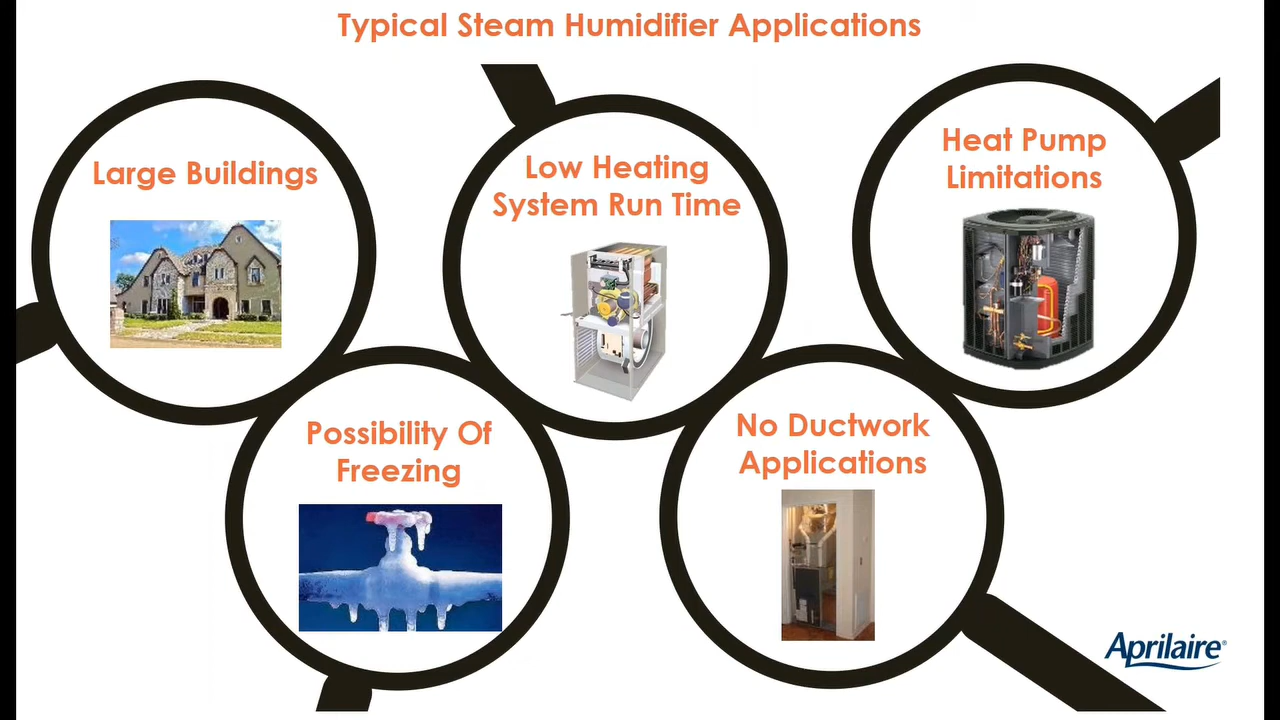 Typical Steam Humidifier Applications
Large Buildings
Low Heating
System Run Time
Heat Pump
Limitations
Possibility Of
Freezing
No Ductwork
Applications
Aprilaire®